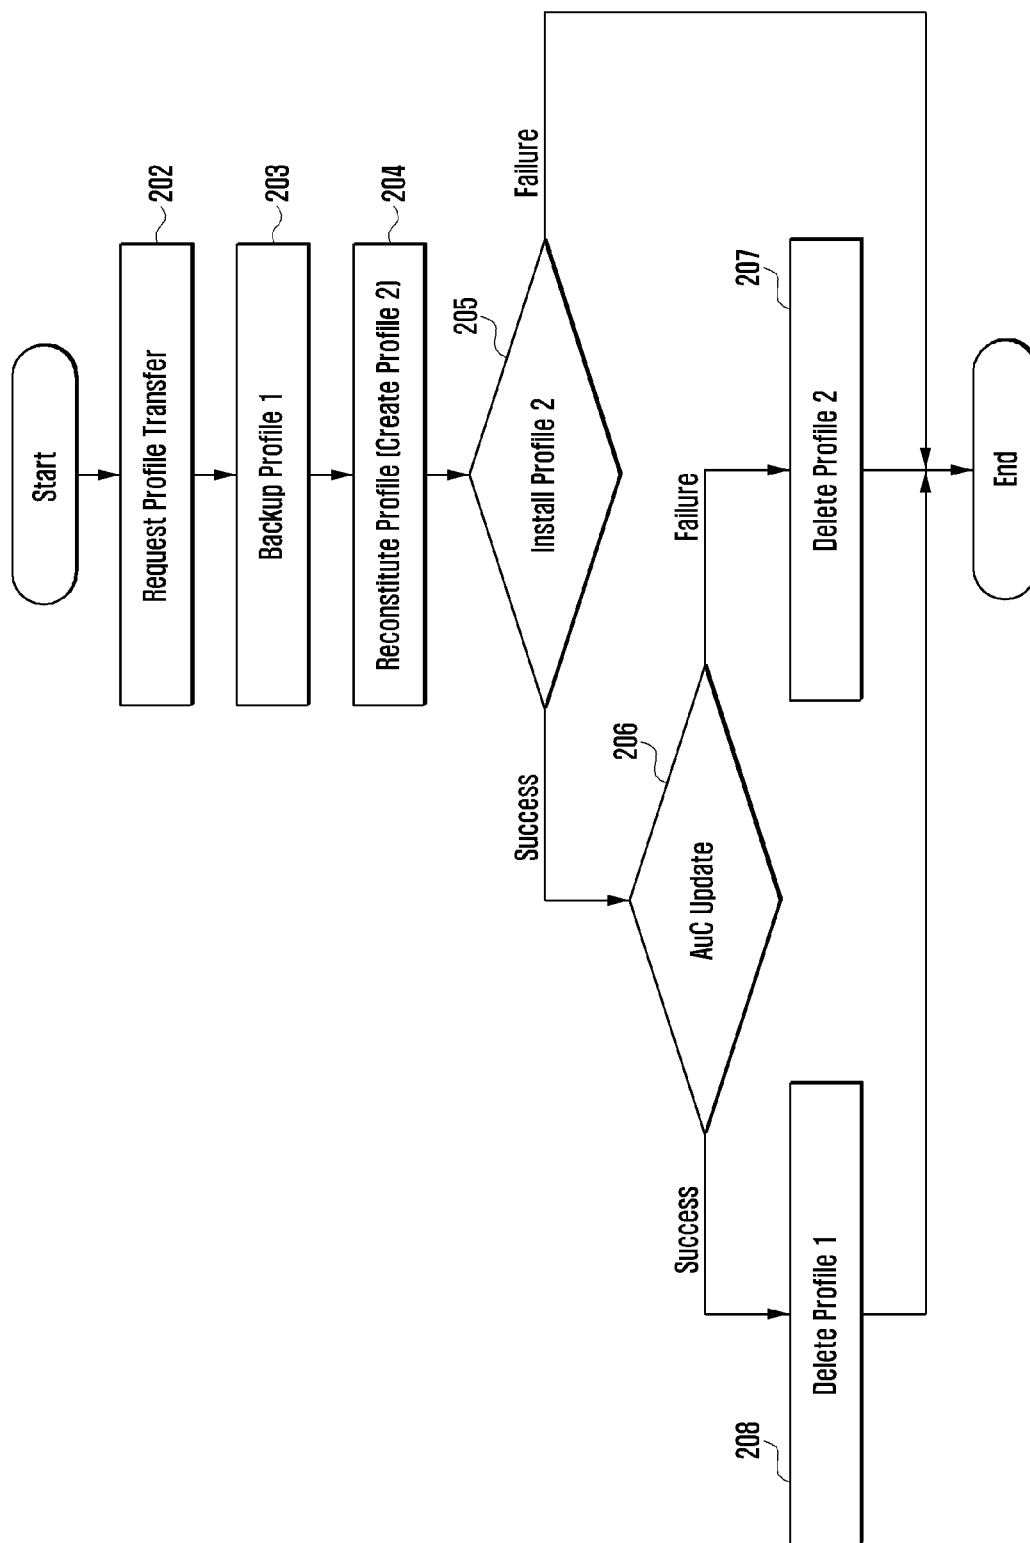 Start
Request Profile Transfer
202
Backup Profile 1
203
Reconstitute Profile (Create Profile 2)
204
Install Profile 2
205
Success
Failure
AuC Update
206
Success
Failure
Delete Profile 1
208
Delete Profile 2
207
End